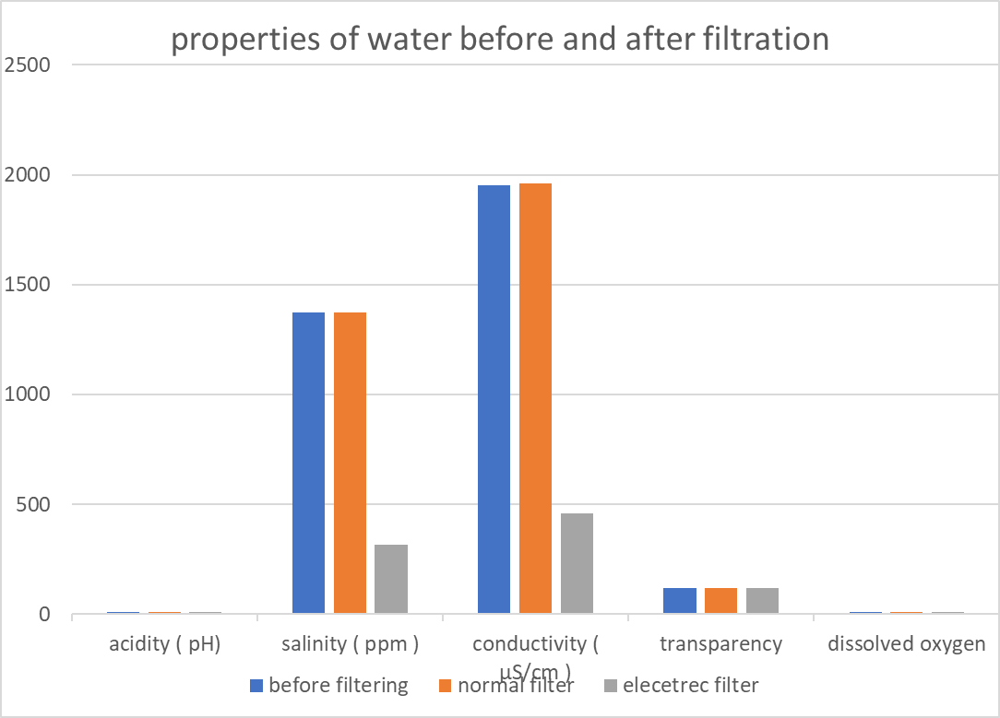 properties of water before and after filtration
2500
2000
1500
1000
500
0
acidity ( pH) salinity ( ppm ) conductivity ( transparency dissolved oxygen
μS/cm )
before filtering normal filter elecetrec filter